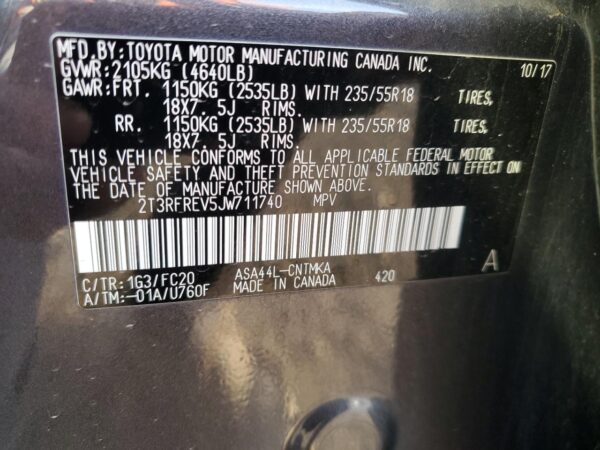 MFD. BY: TOYOTA MOTOR MANUFACTURING CANADA INC.
GVWR: 2105KG (4640LB) 10/17
GAWR: FRT. 1150KG (2535LB) WITH 235/55R18 TIRES,
18X7. 5J RIMS.
RR. 1150KG (2535LB) WITH 235/55R18 TIRES,
18X7. 5J RIMS.
THIS VEHICLE CONFORMS TO ALL APPLICABLE FEDERAL MOTOR
VEHICLE SAFETY AND THEFT PREVENTION STANDARDS IN EFFECT ON
THE DATE OF MANUFACTURE SHOWN ABOVE.
2T3RFREV5JW711740 MPV
C/TR: 1G3/FC20 ASA44L-CNTMKA 420 A
A/TM: -01A/U760F MADE IN CANADA